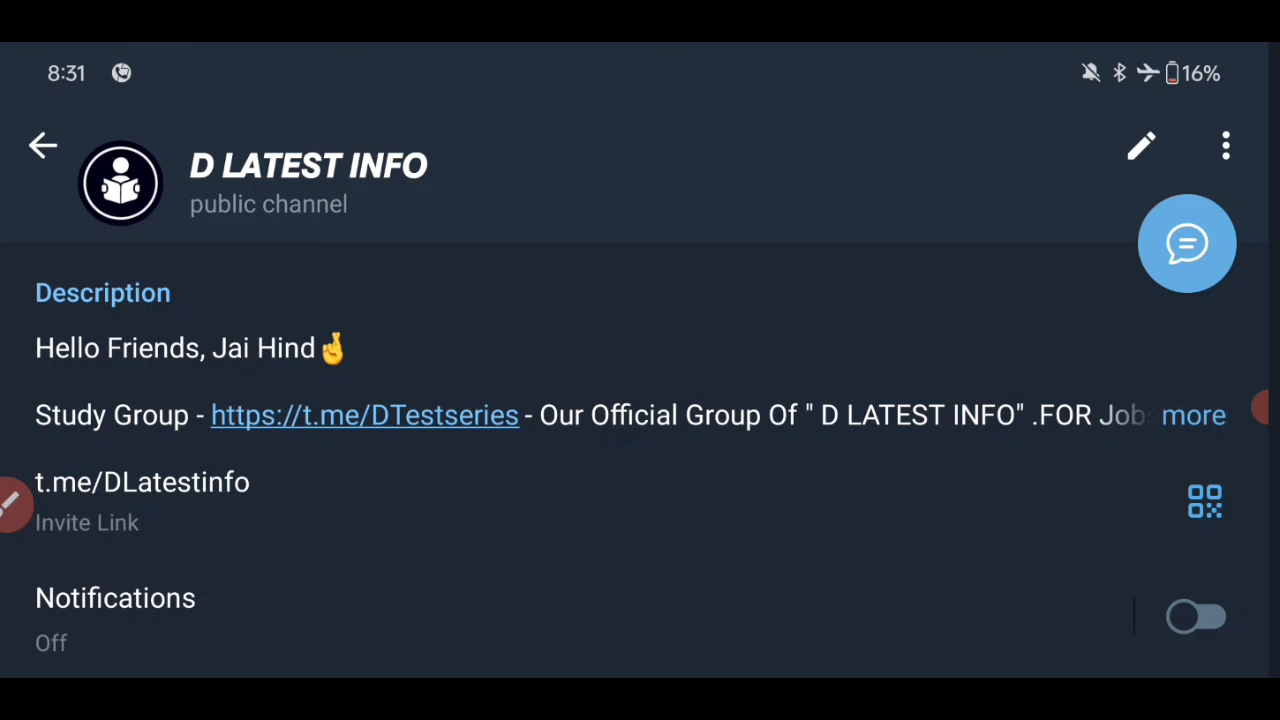 8:31
16%
D LATEST INFO
public channel
Description
Hello Friends, Jai Hind🤞
Study Group - https://t.me/DTestseries - Our Official Group Of " D LATEST INFO" .FOR Jobs more
t.me/DLatestinfo
Invite Link
Notifications
Off